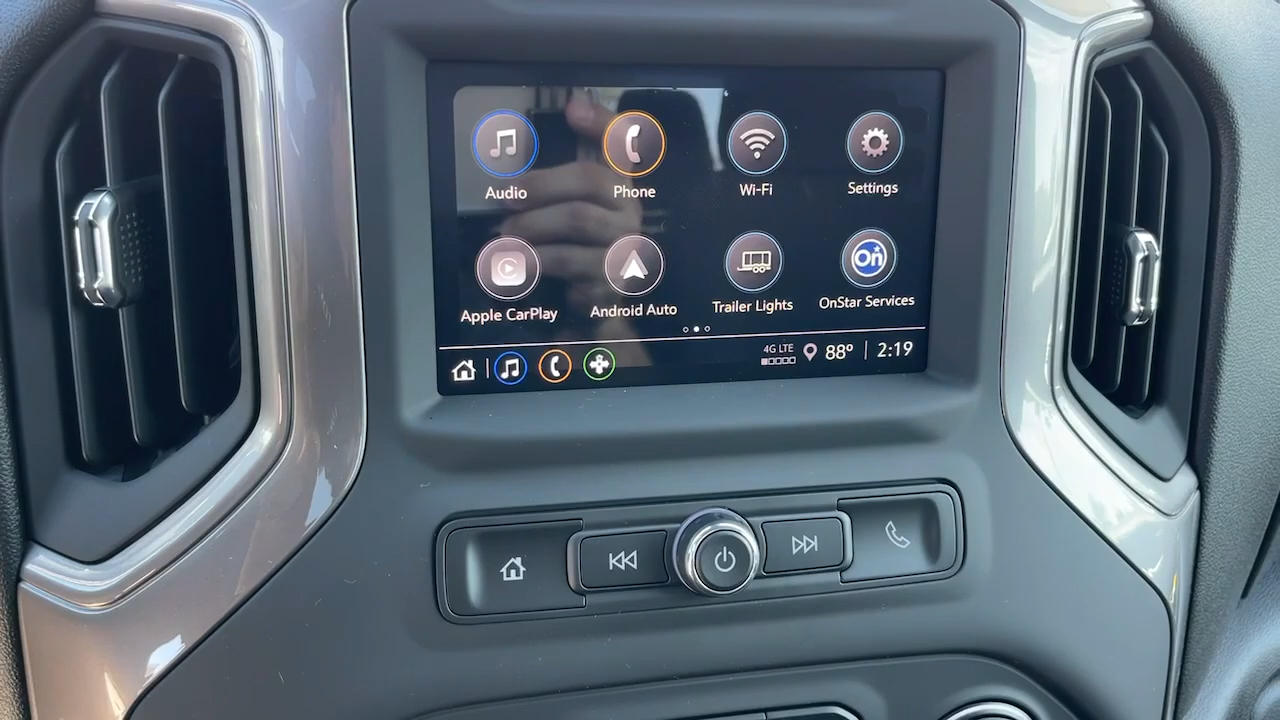 Audio
Phone
Wi-Fi
Settings
Apple CarPlay
Android Auto
Trailer Lights
On
OnStar Services
4G LTE
88°
2:19